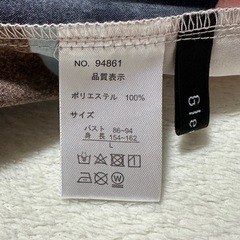 NO. 94861
品質表示
ポリエステル 100%
サイズ
バスト 86~94
身長 154~162
L
gle